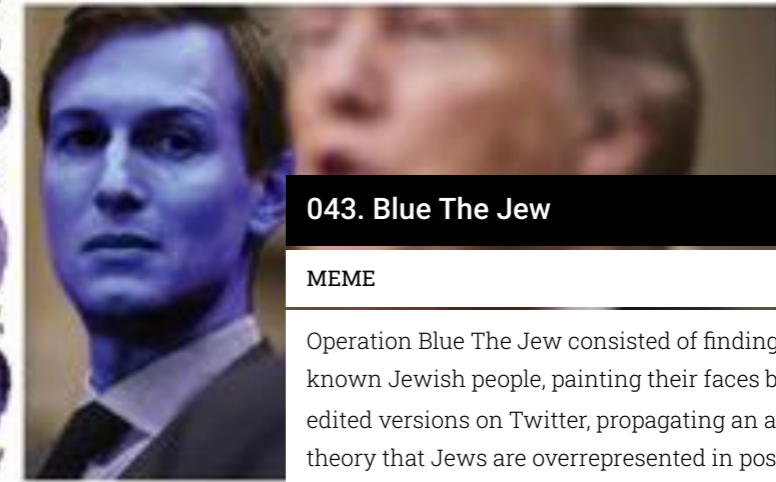 043. Blue The Jew
MEME
Operation Blue The Jew consisted of finding
known Jewish people, painting their faces b
edited versions on Twitter, propagating an a
theory that Jews are overrepresented in pos